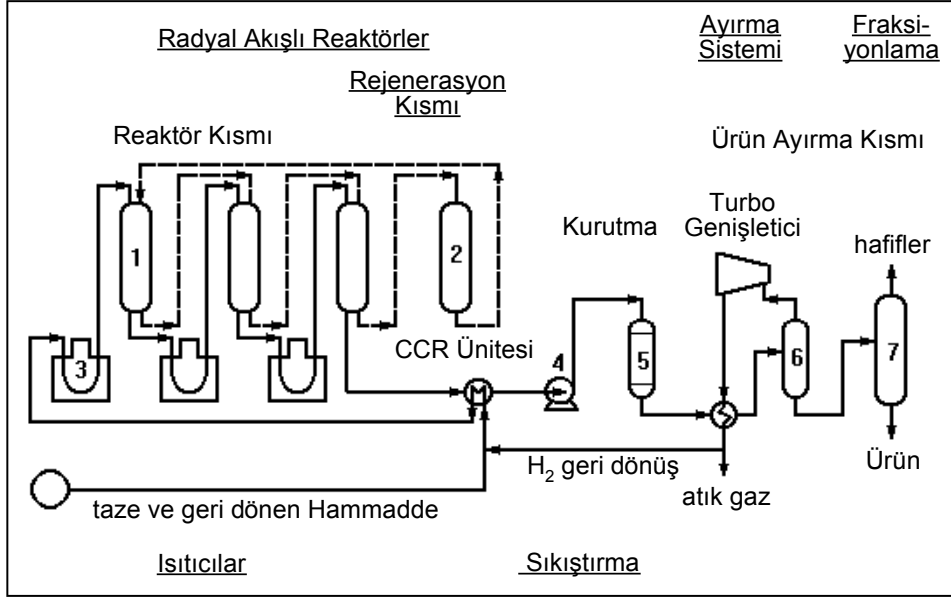 Radyal Akışlı Reaktörler
Ayırma
Sistemi
Fraksi-
yonlama
Rejenerasyon
Kısmı
Reaktör Kısmı
Ürün Ayırma Kısmı
Turbo
Genişletici
Kurutma
hafifler
1
2
CCR Ünitesi
3
4
5
6
7
H₂ geri dönüş
Ürün
atık gaz
taze ve geri dönen Hammadde
Isıtıcılar
Sıkıştırma